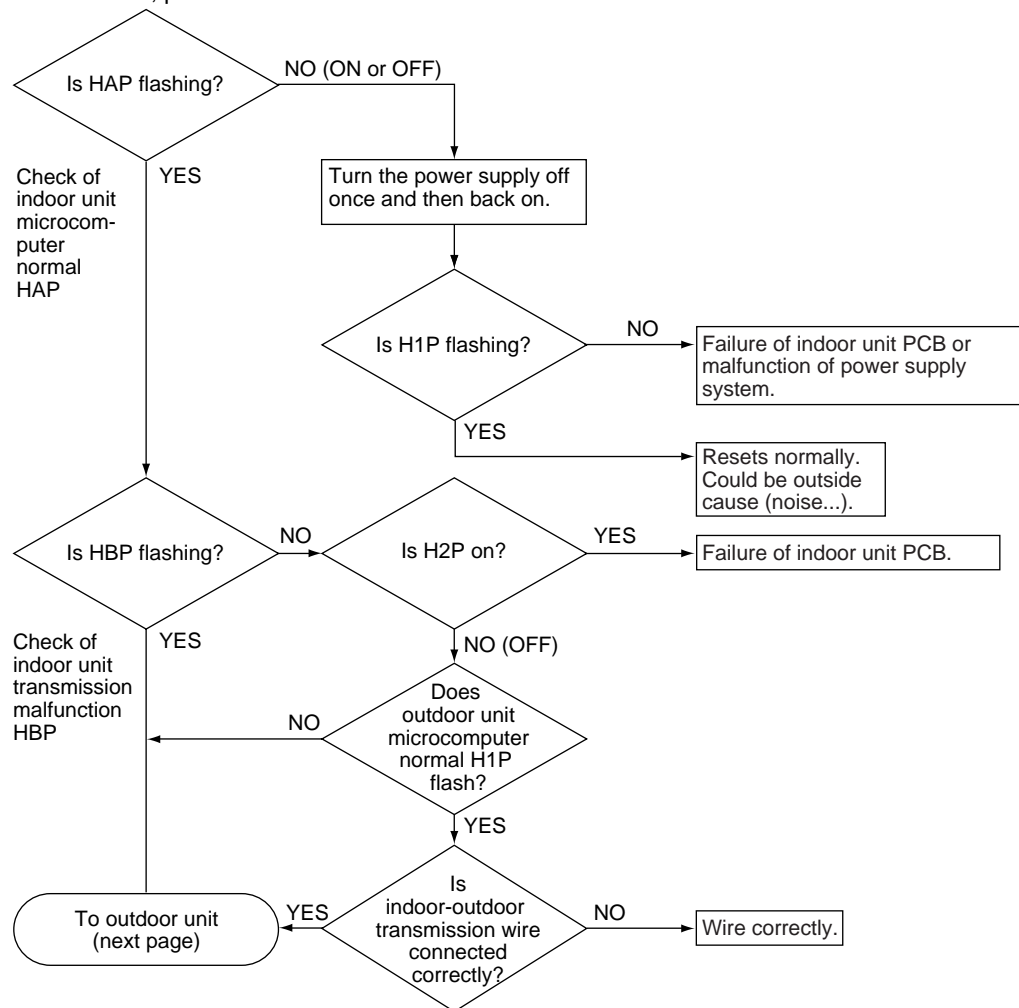 Is HAP flashing?
NO (ON or OFF)
YES
Check of
indoor unit
microcom-
puter
normal
HAP
Turn the power supply off
once and then back on.
Is H1P flashing?
NO
Failure of indoor unit PCB or
malfunction of power supply
system.
YES
Resets normally.
Could be outside
cause (noise...).
Is HBP flashing?
NO
Is H2P on?
YES
Failure of indoor unit PCB.
YES
Check of
indoor unit
transmission
malfunction
HBP
NO (OFF)
Does
outdoor unit
microcomputer
normal H1P
flash?
NO
YES
Is
indoor-outdoor
transmission wire
connected
correctly?
YES
To outdoor unit
(next page)
NO
Wire correctly.